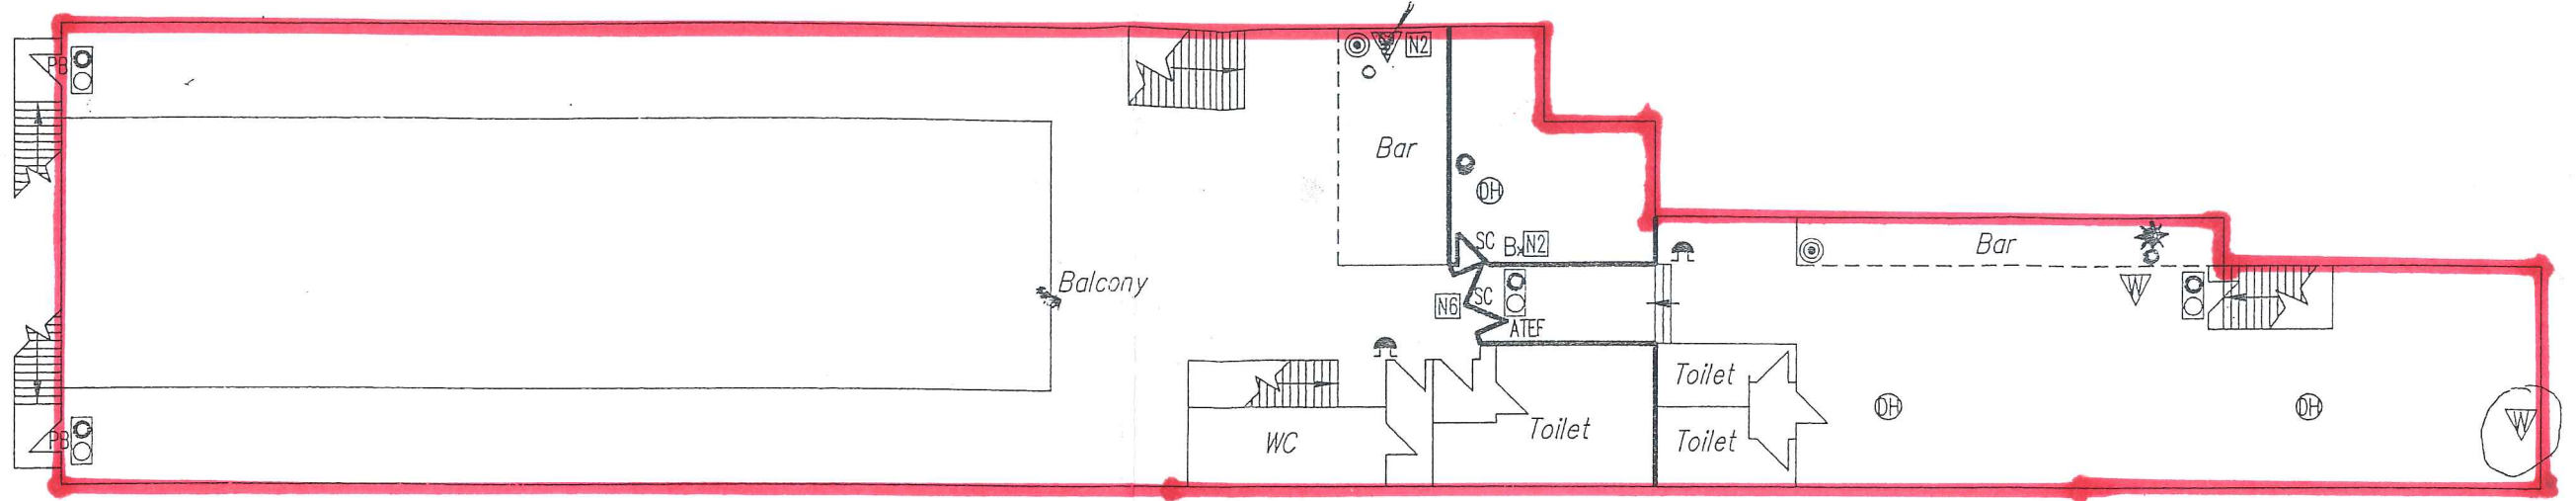 PB
N2
Bar
DH
SC
B
N2
Bar
Balcony
N6
SC
ATEF
W
Toilet
DH
DH
W
PB
WC
Toilet
Toilet